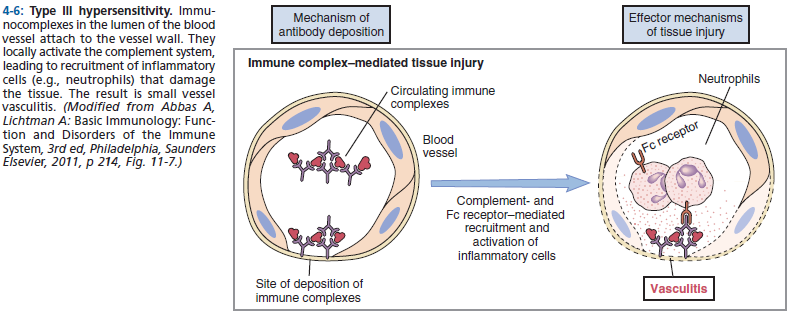 4-6: Type III hypersensitivity. Immu-
nocomplexes in the lumen of the blood
vessel attach to the vessel wall. They
locally activate the complement system,
leading to recruitment of inflammatory
cells (e.g., neutrophils) that damage
the tissue. The result is small vessel
vasculitis. (Modified from Abbas A,
Lichtman A: Basic Immunology: Func-
tion and Disorders of the Immune
System, 3rd ed, Philadelphia, Saunders
Elsevier, 2011, p 214, Fig. 11-7.)
Mechanism of
antibody deposition
Effector mechanisms
of tissue injury
Immune complex–mediated tissue injury
Circulating immune
complexes
Blood
vessel
Site of deposition of
immune complexes
Complement- and
Fc receptor–mediated
recruitment and
activation of
inflammatory cells
Neutrophils
Fc receptor
Vasculitis